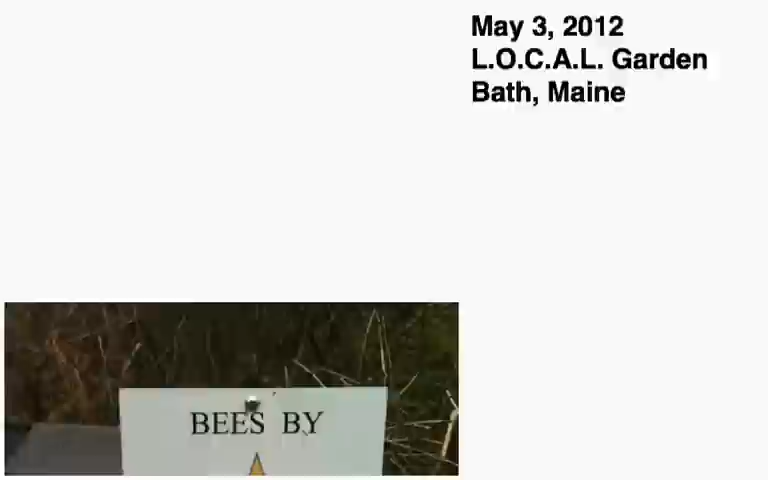 May 3, 2012
L.O.C.A.L. Garden
Bath, Maine
BEES BY